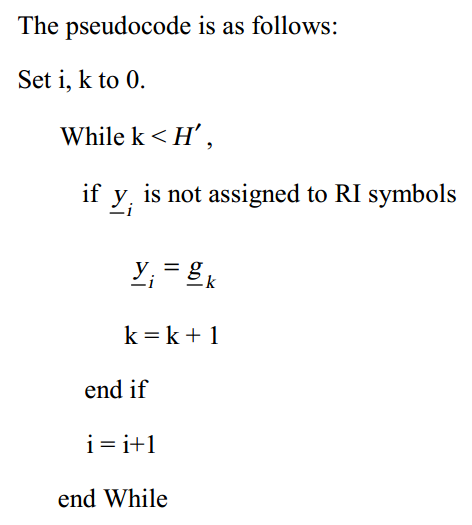 The pseudocode is as follows:
Set i, k to 0.
While k < H′ ,
if y_i is not assigned to RI symbols
y_i = g_k
k = k + 1
end if
i = i+1
end While